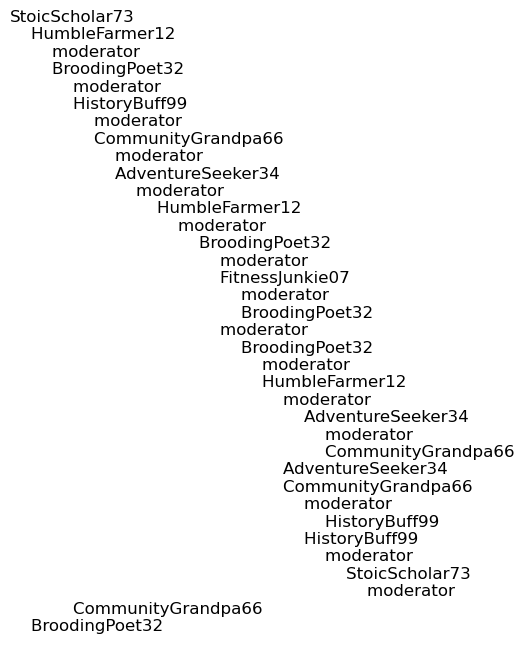 StoicScholar73
HumbleFarmer12
moderator
BroodingPoet32
moderator
HistoryBuff99
moderator
CommunityGrandpa66
moderator
AdventureSeeker34
moderator
HumbleFarmer12
moderator
BroodingPoet32
moderator
FitnessJunkie07
moderator
BroodingPoet32
moderator
BroodingPoet32
moderator
HumbleFarmer12
moderator
AdventureSeeker34
moderator
CommunityGrandpa66
AdventureSeeker34
CommunityGrandpa66
moderator
HistoryBuff99
HistoryBuff99
moderator
StoicScholar73
moderator
CommunityGrandpa66
BroodingPoet32